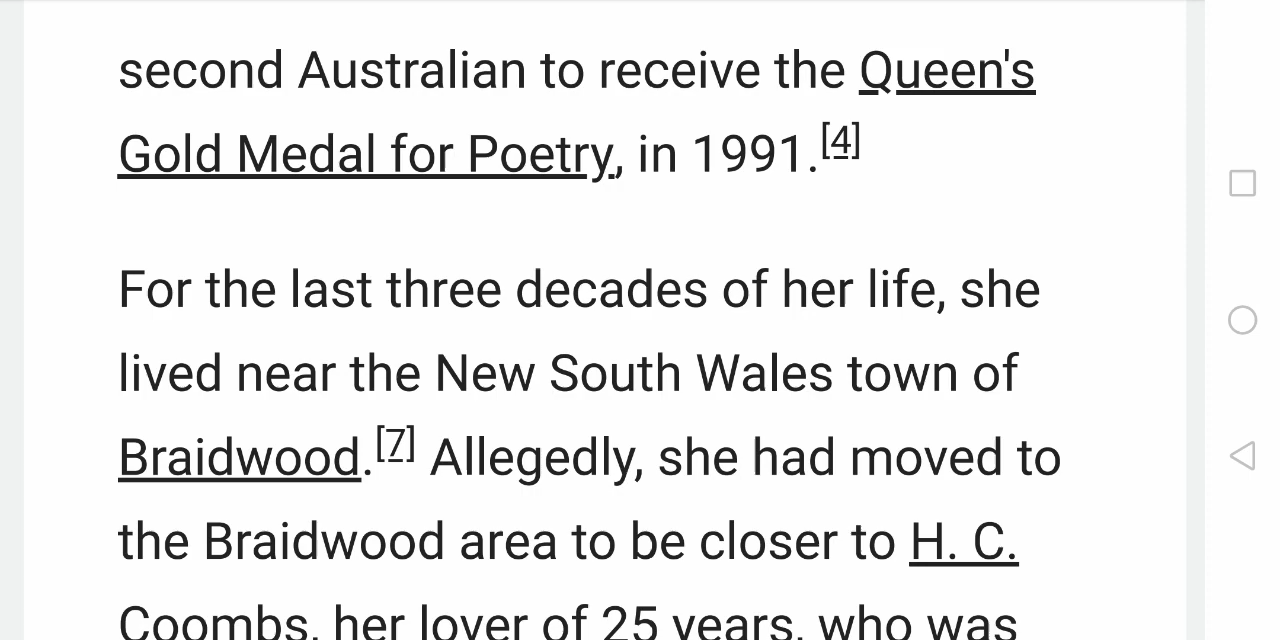 second Australian to receive the Queen's
Gold Medal for Poetry, in 1991.[4]
For the last three decades of her life, she
lived near the New South Wales town of
Braidwood.[7] Allegedly, she had moved to
the Braidwood area to be closer to H. C.
Coombs, her lover of 25 years, who was